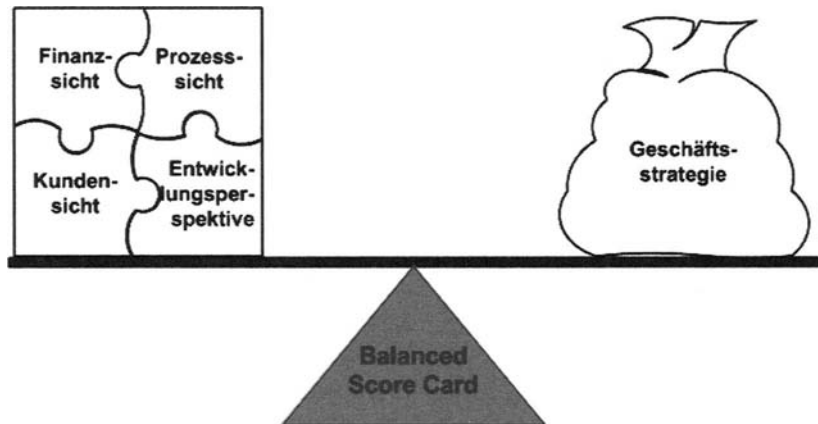 Finanz-
sicht
Prozess-
sicht
Kunden-
sicht
Entwick-
lungsper-
spektive
Geschäfts-
strategie
Balanced
Score Card